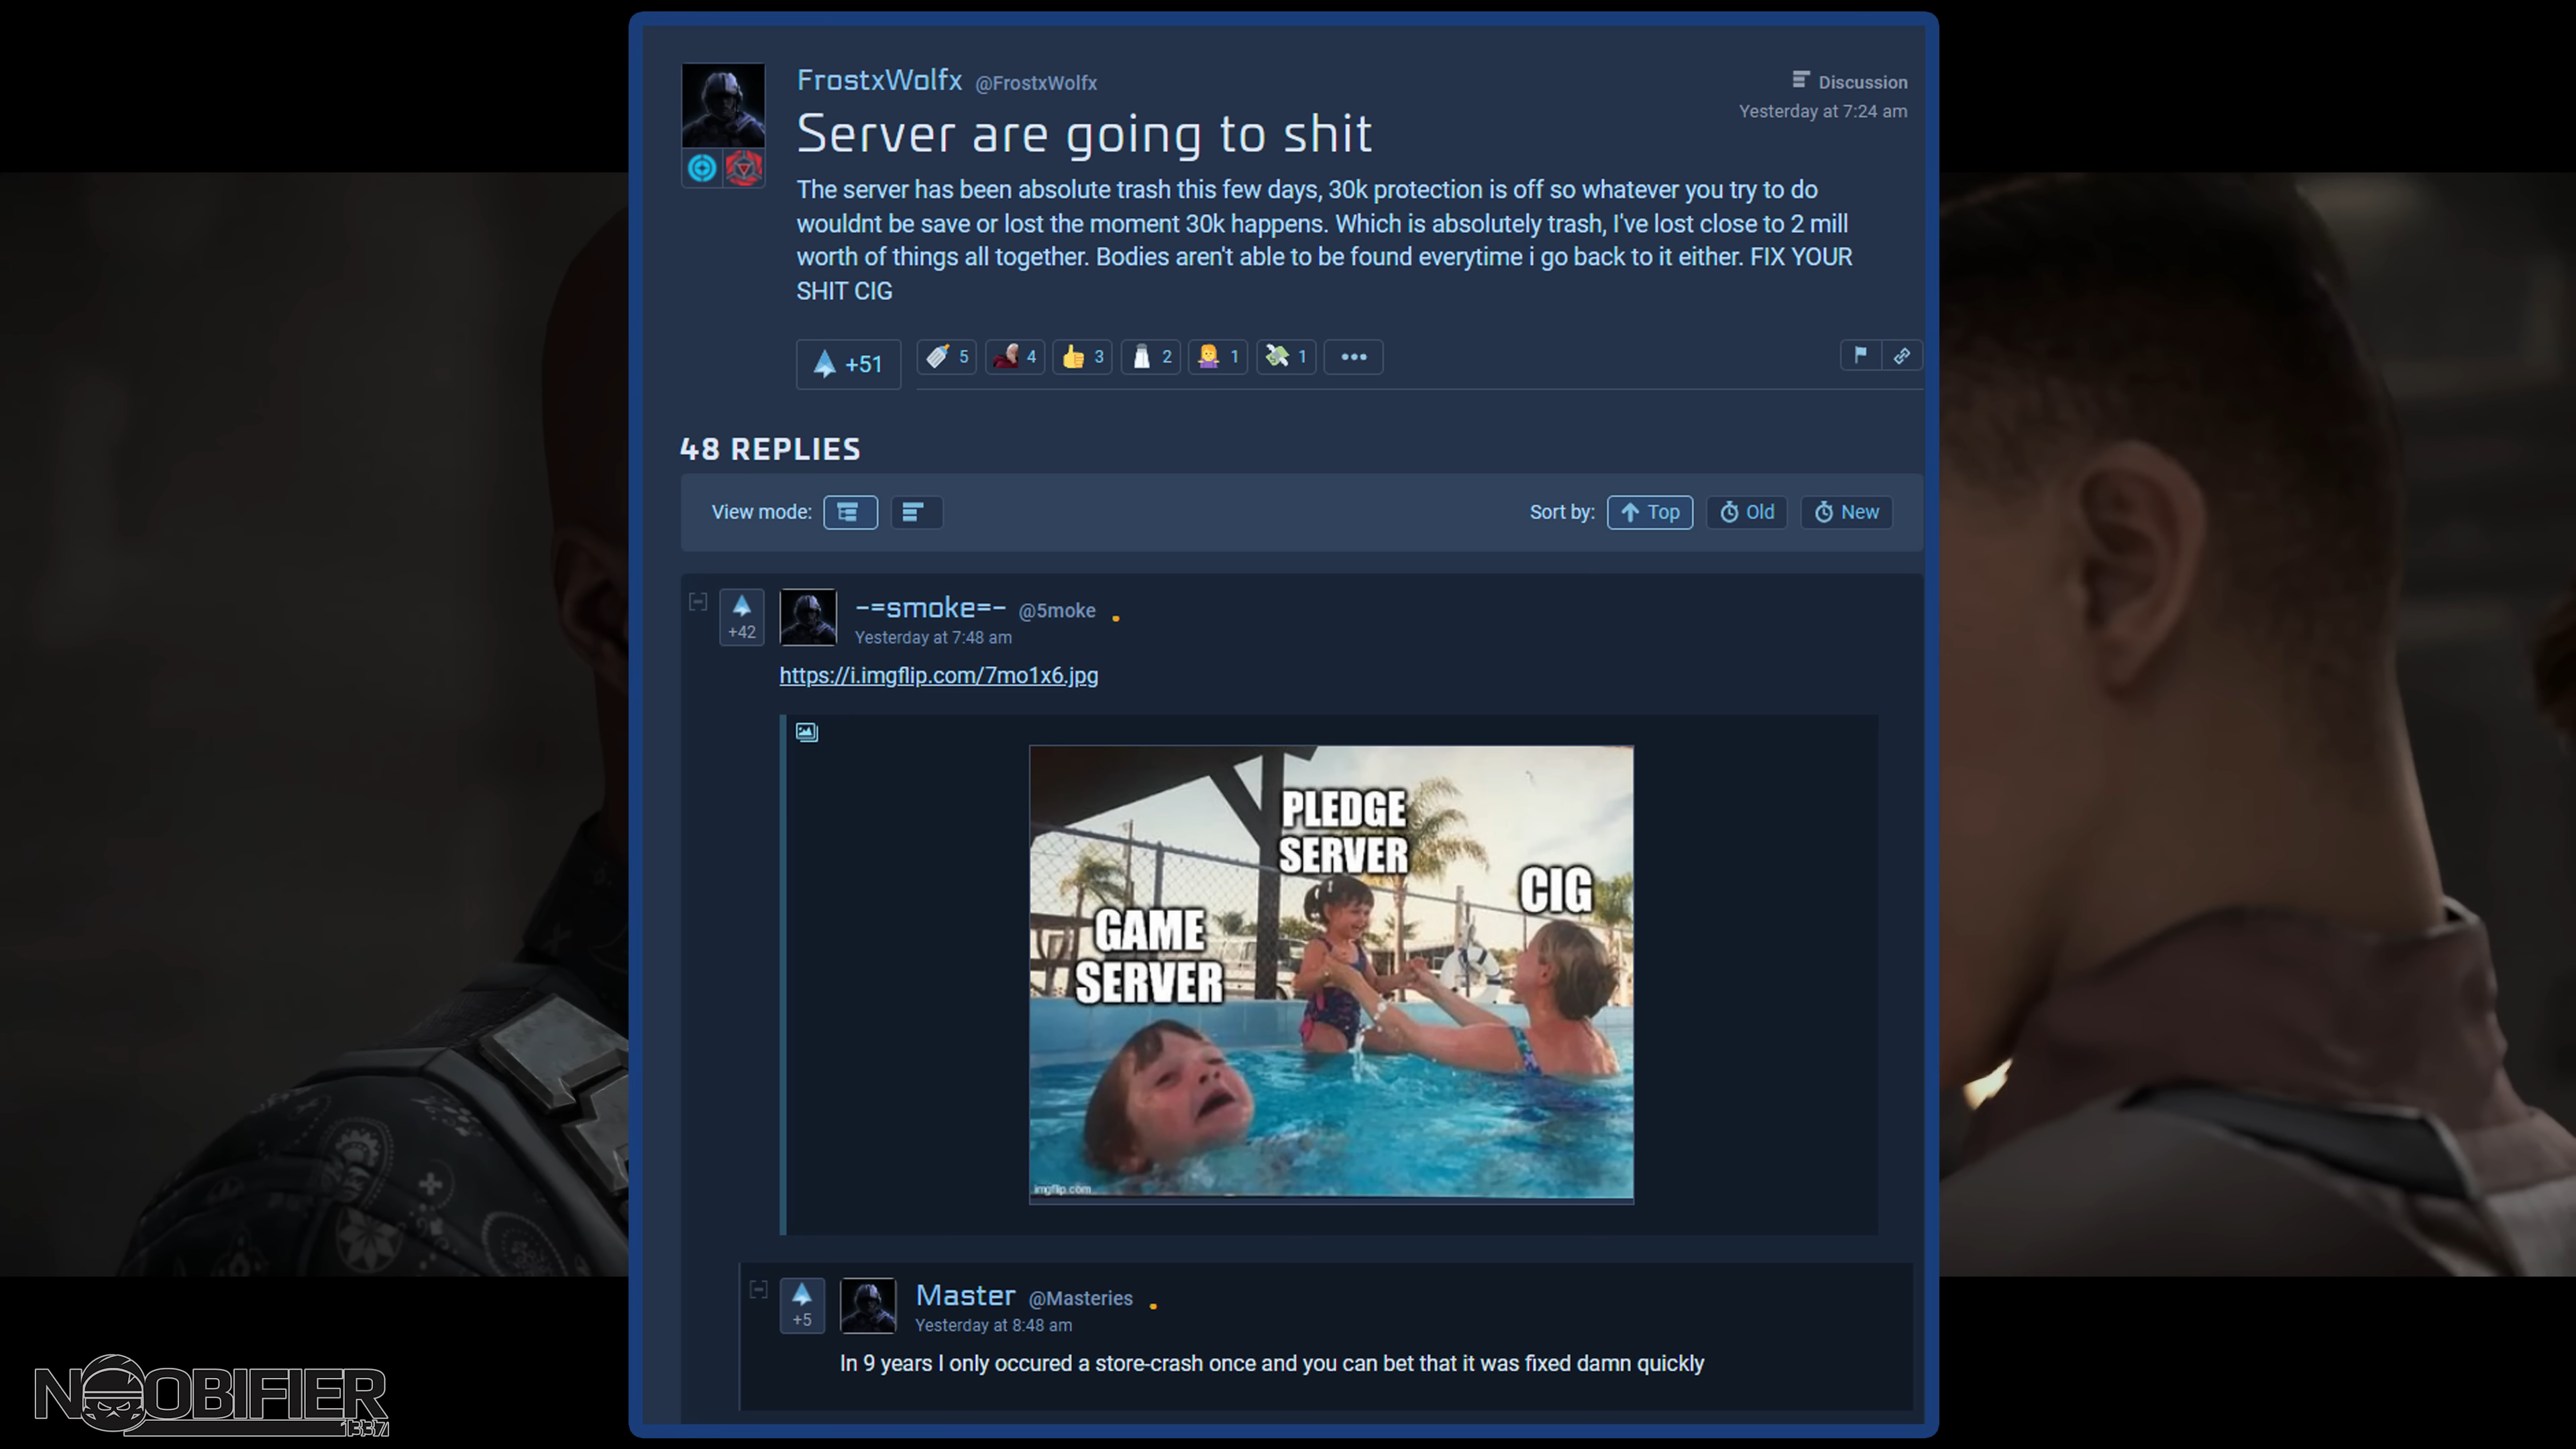 FrostxWolfx @FrostxWolfx
Discussion
Yesterday at 7:24 am
Server are going to shit
The server has been absolute trash this few days, 30k protection is off so whatever you try to do
wouldnt be save or lost the moment 30k happens. Which is absolutely trash, I've lost close to 2 mill
worth of things all together. Bodies aren't able to be found everytime i go back to it either. FIX YOUR
SHIT CIG
+51 5 4 3 2 1 1 •••
48 REPLIES
View mode:
Sort by: Top Old New
[-] +42 -=smoke=- @5moke
Yesterday at 7:48 am
https://i.imgflip.com/7mo1x6.jpg
PLEDGE
SERVER
CIG
GAME
SERVER
imgflip.com
[-] +5 Master @Masteries
Yesterday at 8:48 am
In 9 years I only occured a store-crash once and you can bet that it was fixed damn quickly
NOOBIFIER
1337